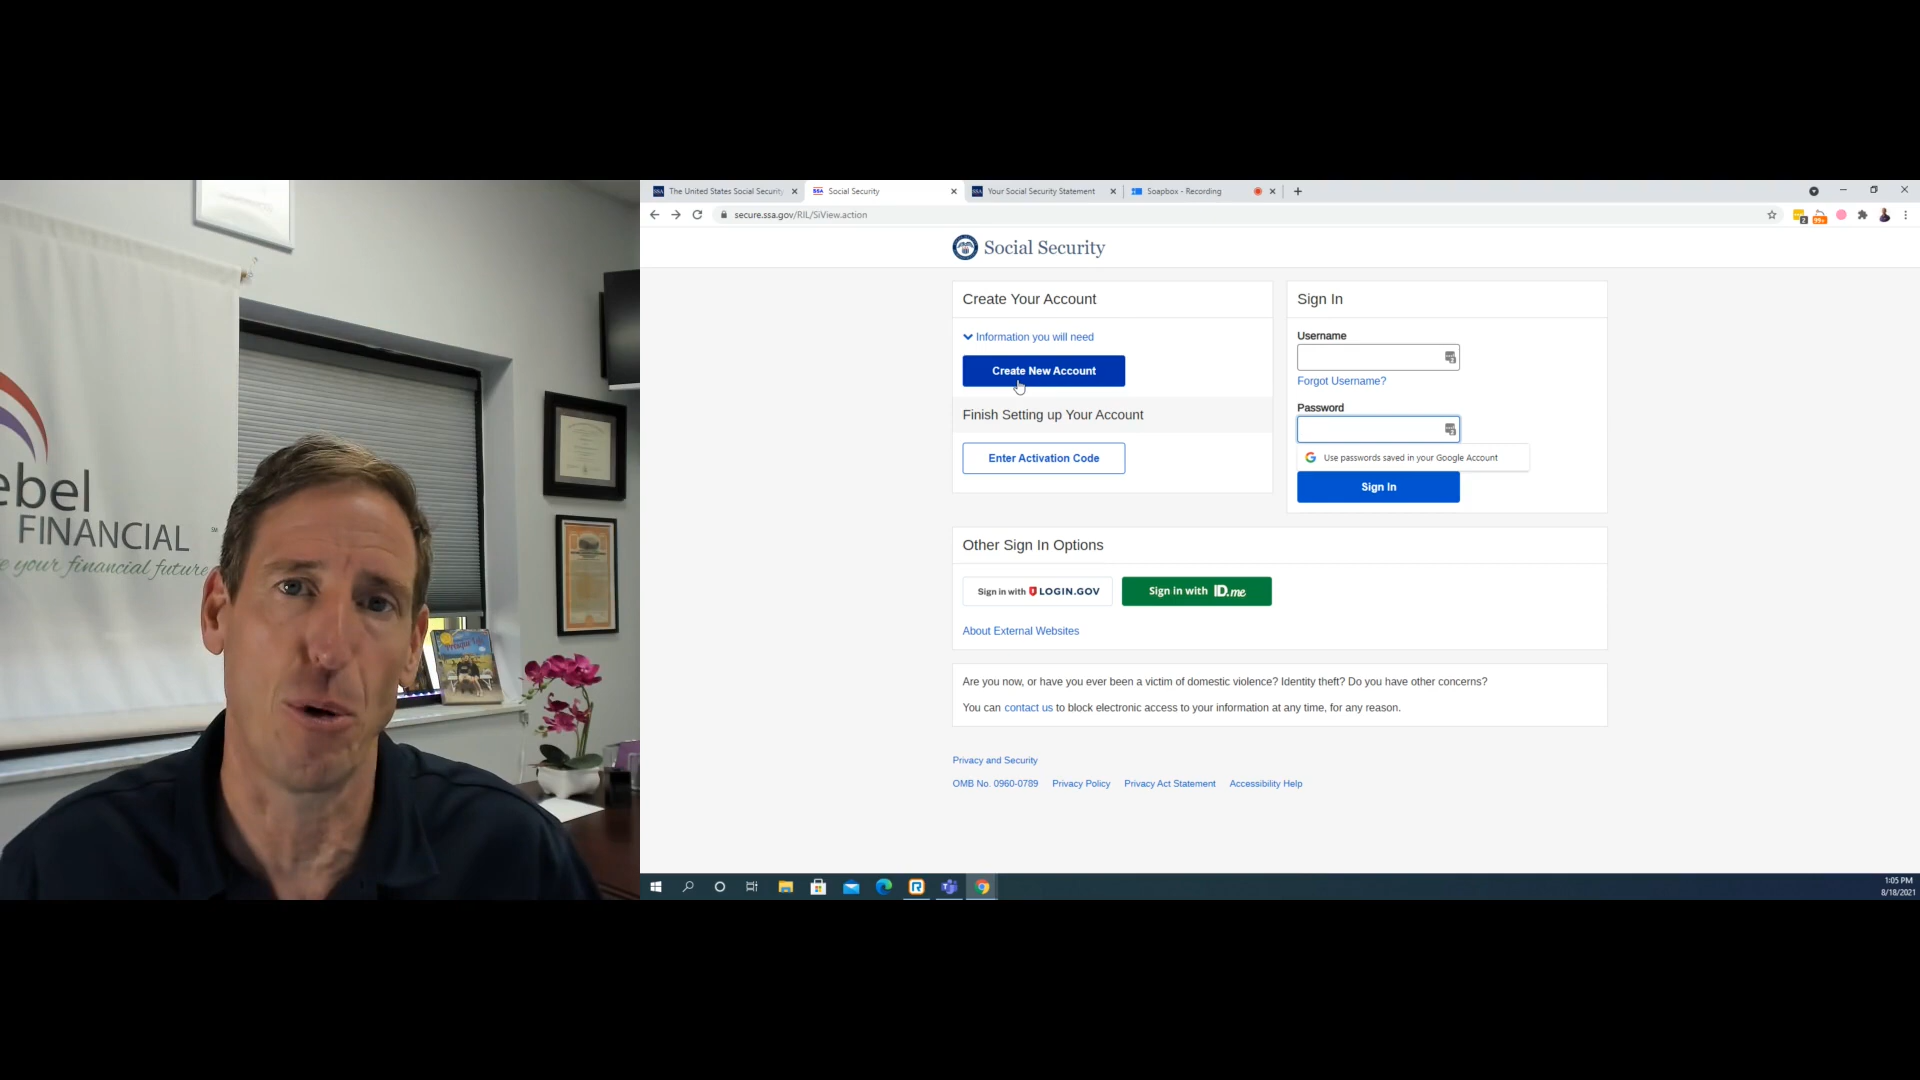 ebel
FINANCIAL
e your financial future
The United States Social Security
Social Security
Your Social Security Statement
Soapbox - Recording
secure.ssa.gov/RIL/SiView.action
Social Security
Create Your Account
Information you will need
Create New Account
Finish Setting up Your Account
Enter Activation Code
Sign In
Username
Forgot Username?
Password
Use passwords saved in your Google Account
Sign In
Other Sign In Options
Sign in with LOGIN.GOV
Sign in with ID.me
About External Websites
Are you now, or have you ever been a victim of domestic violence? Identity theft? Do you have other concerns?
You can contact us to block electronic access to your information at any time, for any reason.
Privacy and Security
OMB No. 0960-0789 Privacy Policy Privacy Act Statement Accessibility Help
1:05 PM
8/18/2021